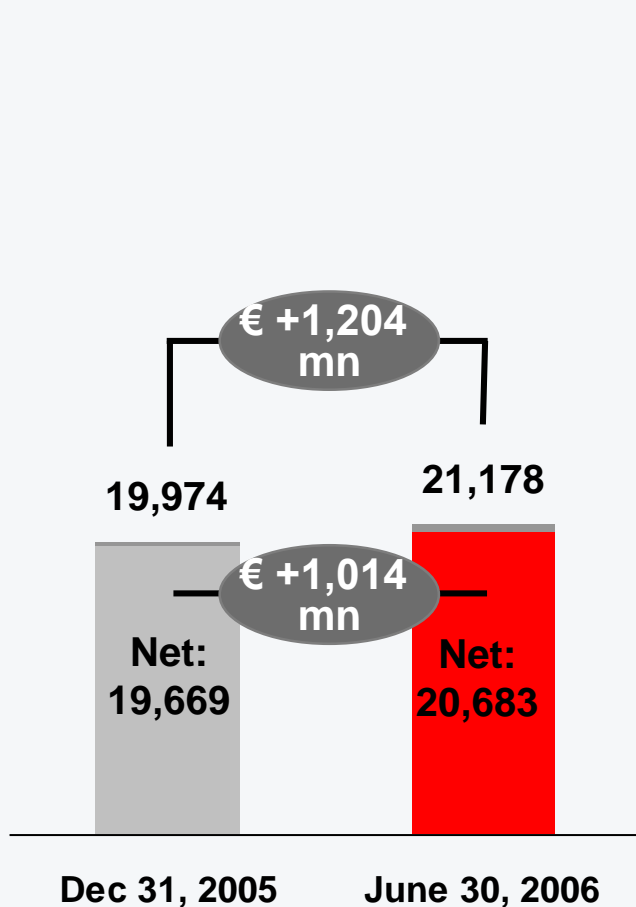 € +1,204
mn
19,974
21,178
€ +1,014
mn
Net:
19,669
Net:
20,683
Dec 31, 2005
June 30, 2006